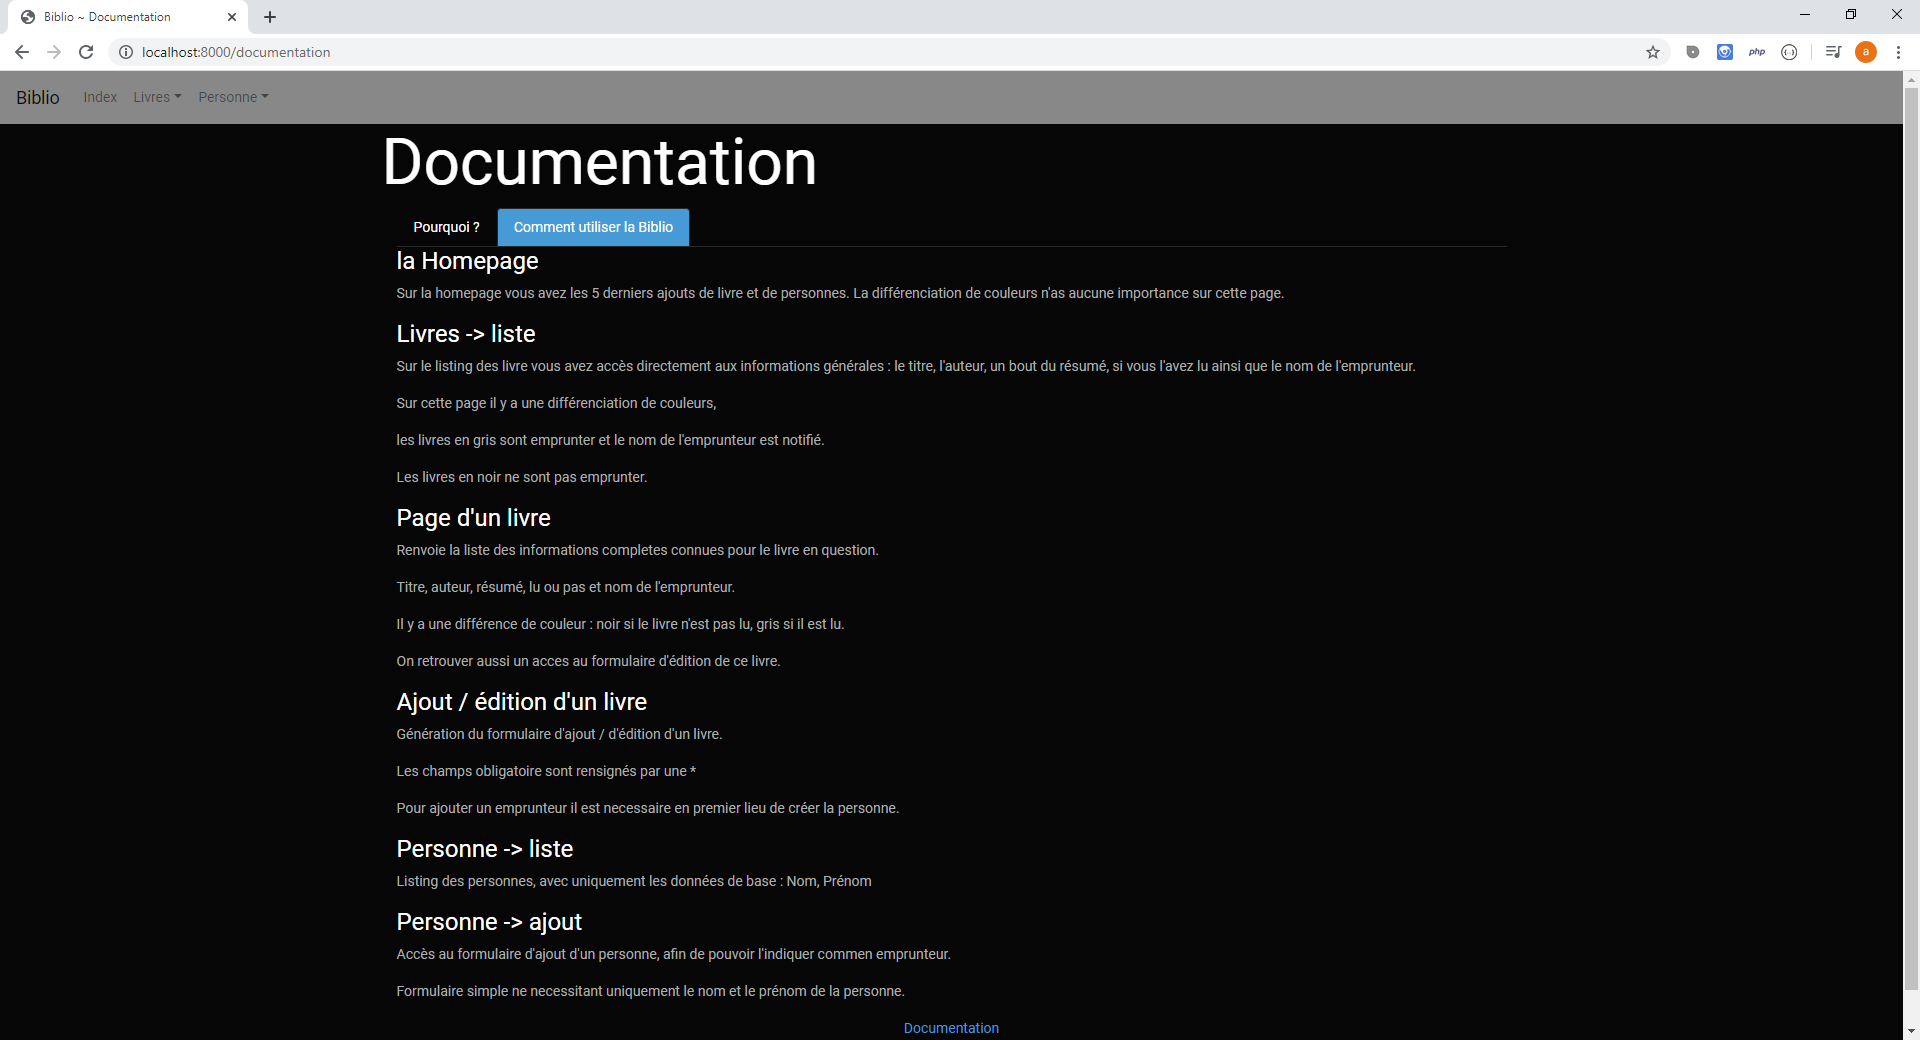 Biblio ~ Documentation
localhost:8000/documentation
php
a
Biblio Index Livres Personne
Documentation
Pourquoi ? Comment utiliser la Biblio
la Homepage
Sur la homepage vous avez les 5 derniers ajouts de livre et de personnes. La différenciation de couleurs n'as aucune importance sur cette page.
Livres -> liste
Sur le listing des livre vous avez accès directement aux informations générales : le titre, l'auteur, un bout du résumé, si vous l'avez lu ainsi que le nom de l'emprunteur.
Sur cette page il y a une différenciation de couleurs,
les livres en gris sont emprunter et le nom de l'emprunteur est notifié.
Les livres en noir ne sont pas emprunter.
Page d'un livre
Renvoie la liste des informations completes connues pour le livre en question.
Titre, auteur, résumé, lu ou pas et nom de l'emprunteur.
Il y a une différence de couleur : noir si le livre n'est pas lu, gris si il est lu.
On retrouver aussi un acces au formulaire d'édition de ce livre.
Ajout / édition d'un livre
Génération du formulaire d'ajout / d'édition d'un livre.
Les champs obligatoire sont rensignés par une *
Pour ajouter un emprunteur il est necessaire en premier lieu de créer la personne.
Personne -> liste
Listing des personnes, avec uniquement les données de base : Nom, Prénom
Personne -> ajout
Accès au formulaire d'ajout d'un personne, afin de pouvoir l'indiquer commen emprunteur.
Formulaire simple ne necessitant uniquement le nom et le prénom de la personne.
Documentation